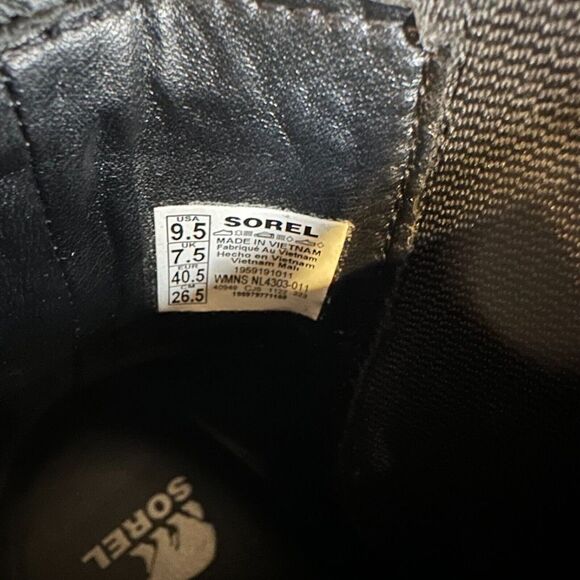 USA
9.5
UK
7.5
EUR
40.5
CM
26.5
SOREL
MADE IN VIETNAM
Fabriqué Au Vietnam
Hecho en Vietnam
Vietnam Malı
1959191011
WMNS NL4303-011
SOREL